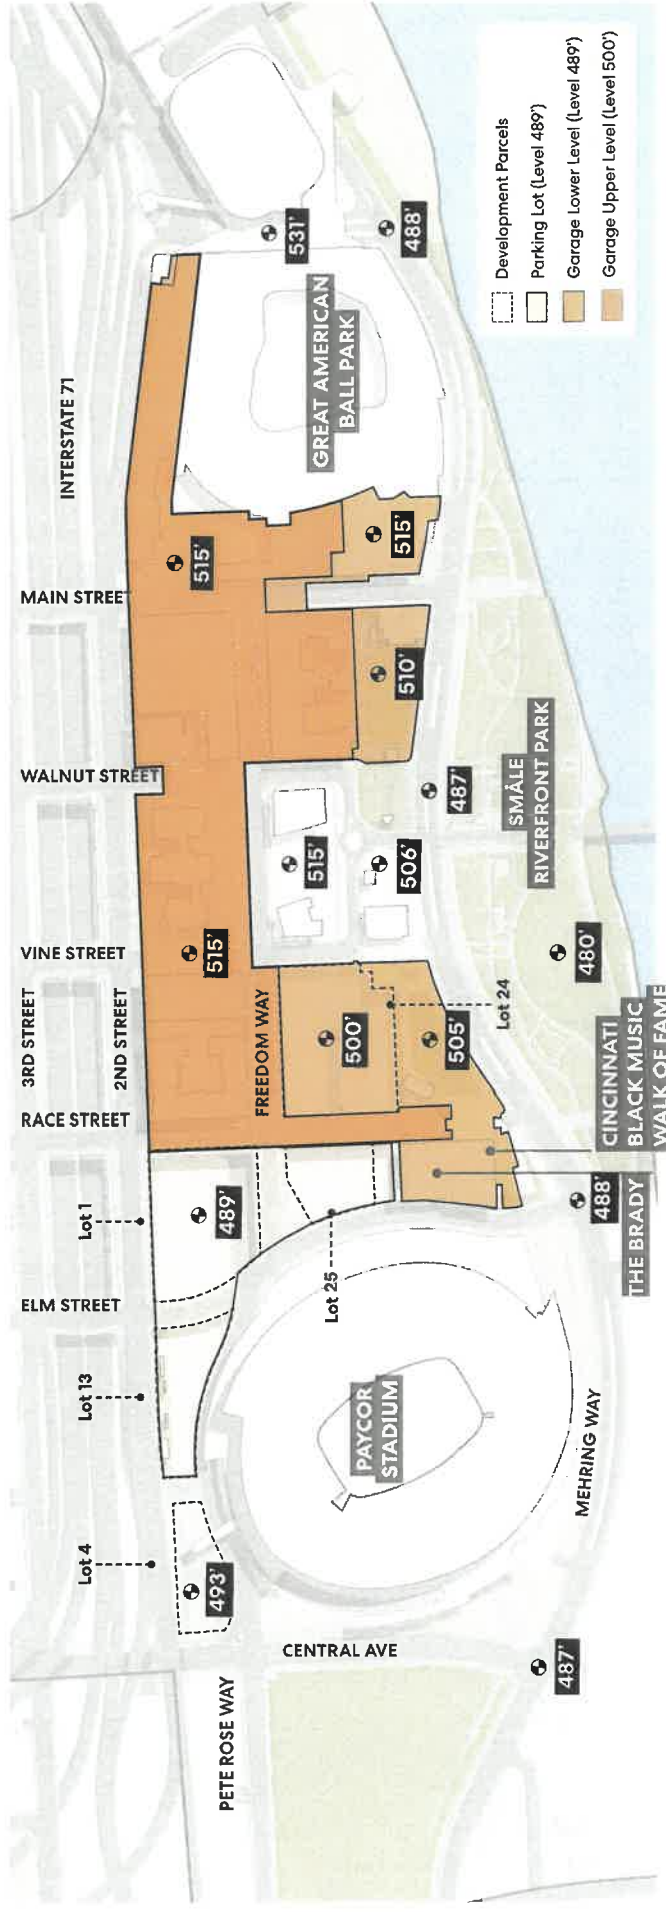 INTERSTATE 71
MAIN STREET
WALNUT STREET
VINE STREET
3RD STREET
2ND STREET
RACE STREET
ELM STREET
Lot 1
Lot 13
Lot 4
PETE ROSE WAY
CENTRAL AVE
MEHRING WAY
FREEDOM WAY
Lot 25
Lot 24
PAYCOR
STADIUM
GREAT AMERICAN
BALL PARK
SMALE
RIVERFRONT PARK
CINCINNATI
BLACK MUSIC
WALK OF FAME
THE BRADY
493'
489'
515'
515'
500'
505'
515'
506'
510'
515'
531'
488'
487'
480'
488'
487'
Development Parcels
Parking Lot (Level 489')
Garage Lower Level (Level 489')
Garage Upper Level (Level 500')